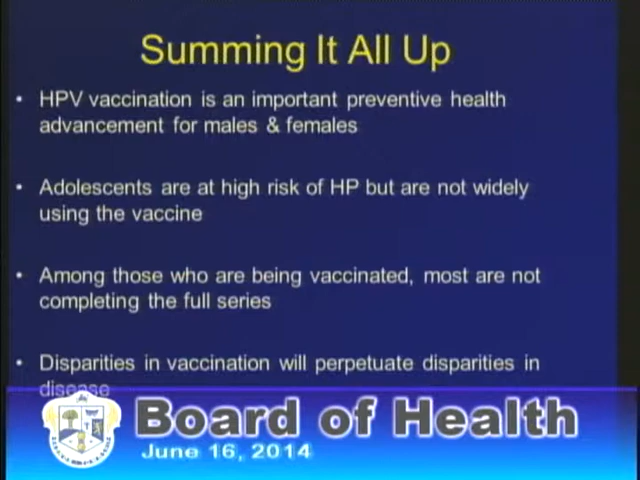 Summing It All Up
• HPV vaccination is an important preventive health
advancement for males & females
• Adolescents are at high risk of HP but are not widely
using the vaccine
• Among those who are being vaccinated, most are not
completing the full series
• Disparities in vaccination will perpetuate disparities in
disease
Board of Health
June 16, 2014